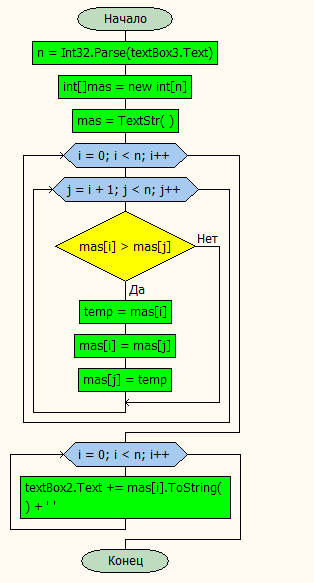 Начало
n = Int32.Parse(textBox3.Text)
int[]mas = new int[n]
mas = TextStr( )
i = 0; i < n; i++
j = i + 1; j < n; j++
mas[i] > mas[j]
Нет
Да
temp = mas[i]
mas[i] = mas[j]
mas[j] = temp
i = 0; i < n; i++
textBox2.Text += mas[i].ToString(
) + ' '
Конец